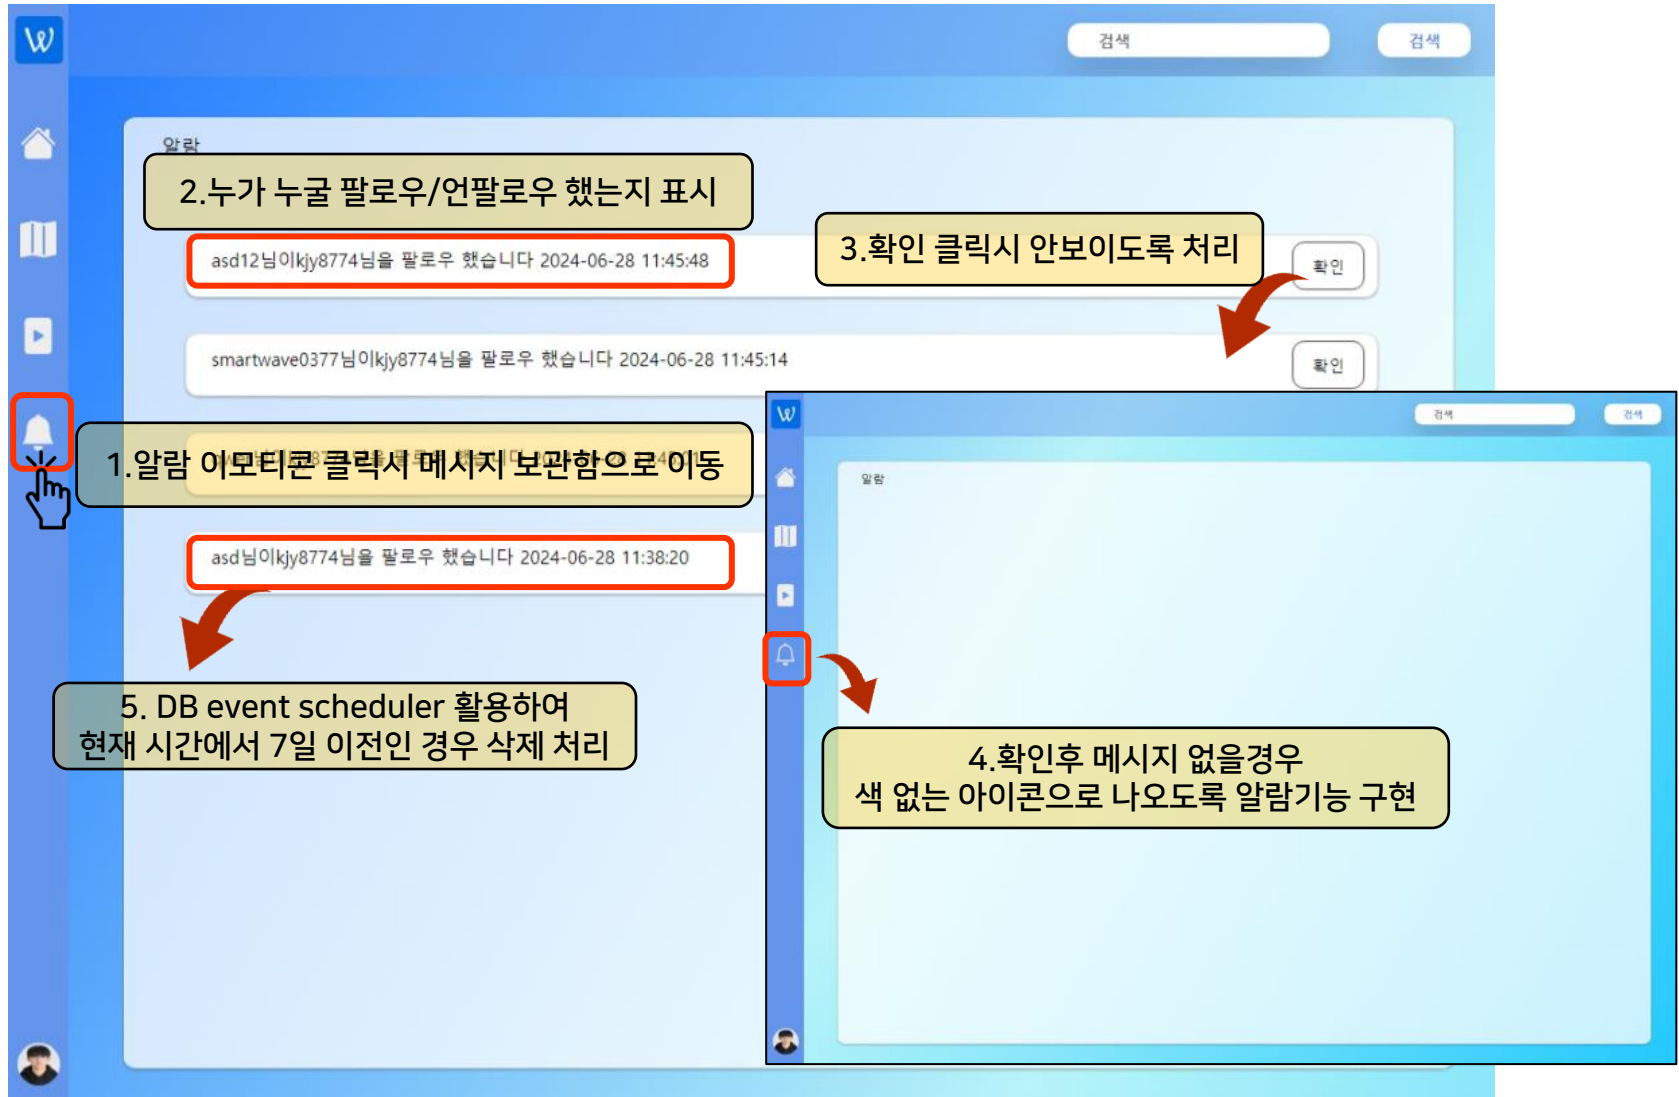 W
검색
검색
알람
2.누가 누굴 팔로우/언팔로우 했는지 표시
3.확인 클릭시 안보이도록 처리
asd12님이kjy8774님을 팔로우 했습니다 2024-06-28 11:45:48
확인
smartwave0377님이kjy8774님을 팔로우 했습니다 2024-06-28 11:45:14
확인
1.알람 이모티콘 클릭시 메시지 보관함으로 이동
asd님이kjy8774님을 팔로우 했습니다 2024-06-28 11:38:20
5. DB event scheduler 활용하여
현재 시간에서 7일 이전인 경우 삭제 처리
W
검색
검색
알람
4.확인후 메시지 없을경우
색 없는 아이콘으로 나오도록 알람기능 구현